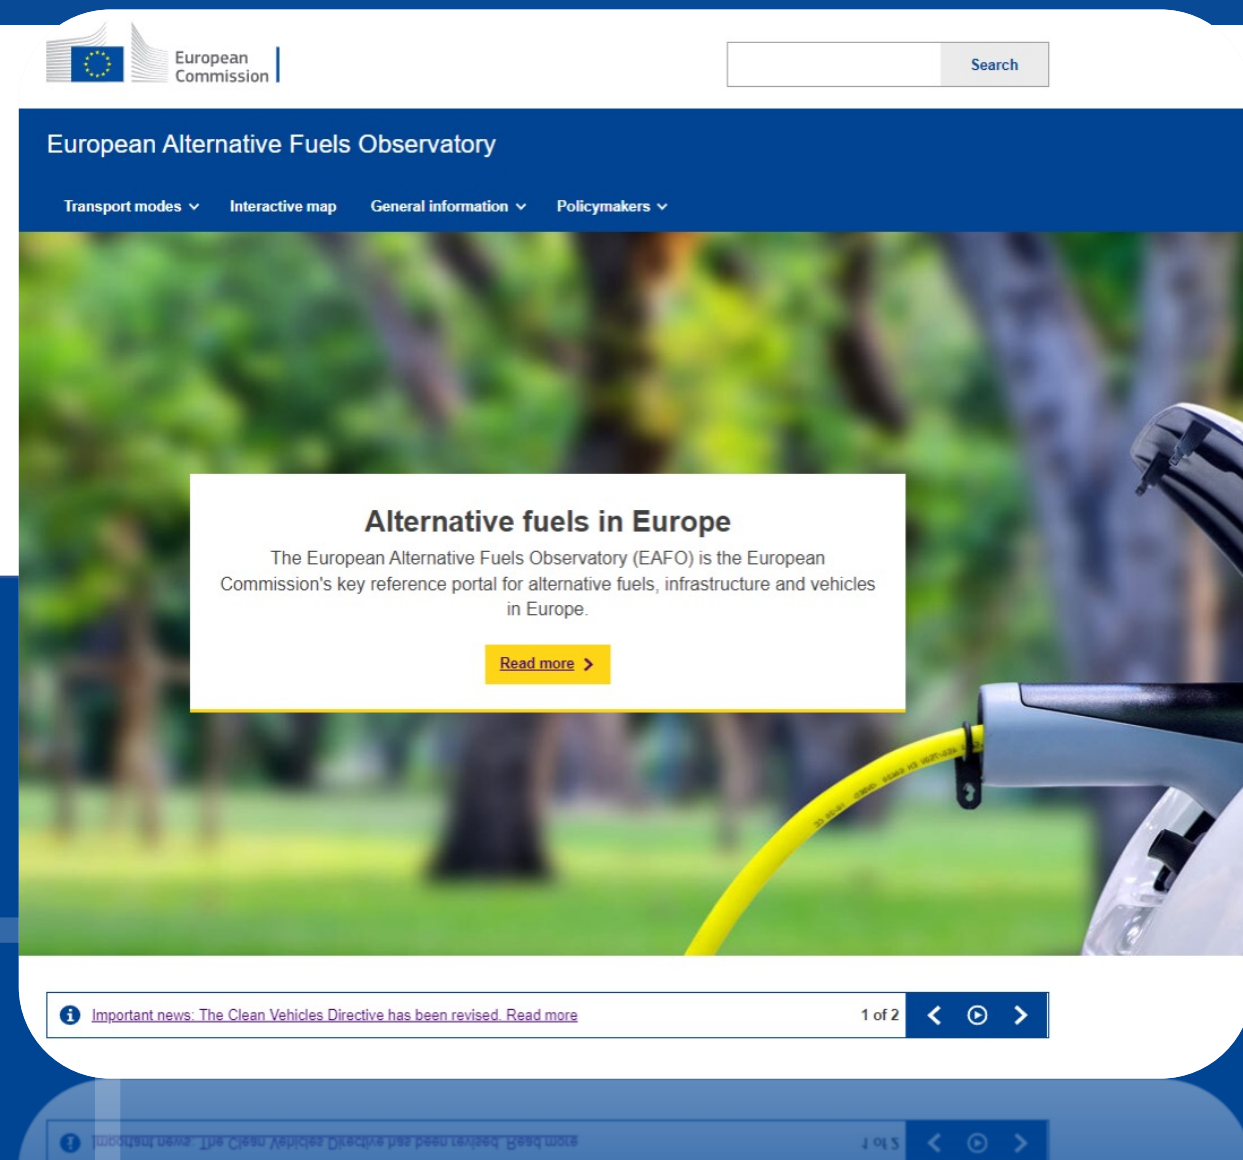 European
Commission
Search
European Alternative Fuels Observatory
Transport modes
Interactive map
General information
Policymakers
Alternative fuels in Europe
The European Alternative Fuels Observatory (EAFO) is the European
Commission's key reference portal for alternative fuels, infrastructure and vehicles
in Europe.
Read more
Important news: The Clean Vehicles Directive has been revised. Read more
1 of 2